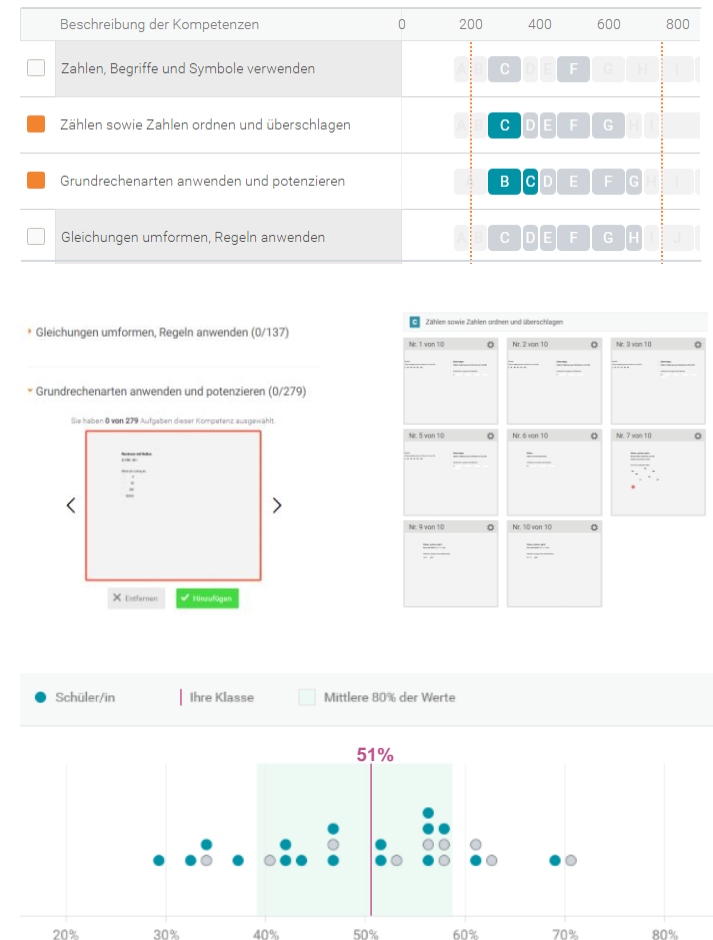 Beschreibung der Kompetenzen 0 200 400 600 800
Zahlen, Begriffe und Symbole verwenden A B C D E F G H I
Zählen sowie Zahlen ordnen und überschlagen A B C D E F G H I
Grundrechenarten anwenden und potenzieren A B C D E F G H I
Gleichungen umformen, Regeln anwenden A B C D E F G H I J
Gleichungen umformen, Regeln anwenden (0/137)
Grundrechenarten anwenden und potenzieren (0/279)
Sie haben 0 von 279 Aufgaben dieser Kompetenz ausgewählt.
Entfernen Hinzufügen
C Zählen sowie Zahlen ordnen und überschlagen
Nr. 1 von 10 Nr. 2 von 10 Nr. 3 von 10
Nr. 5 von 10 Nr. 6 von 10 Nr. 7 von 10
Nr. 9 von 10 Nr. 10 von 10
Schüler/in Ihre Klasse Mittlere 80% der Werte
51%
20% 30% 40% 50% 60% 70% 80%